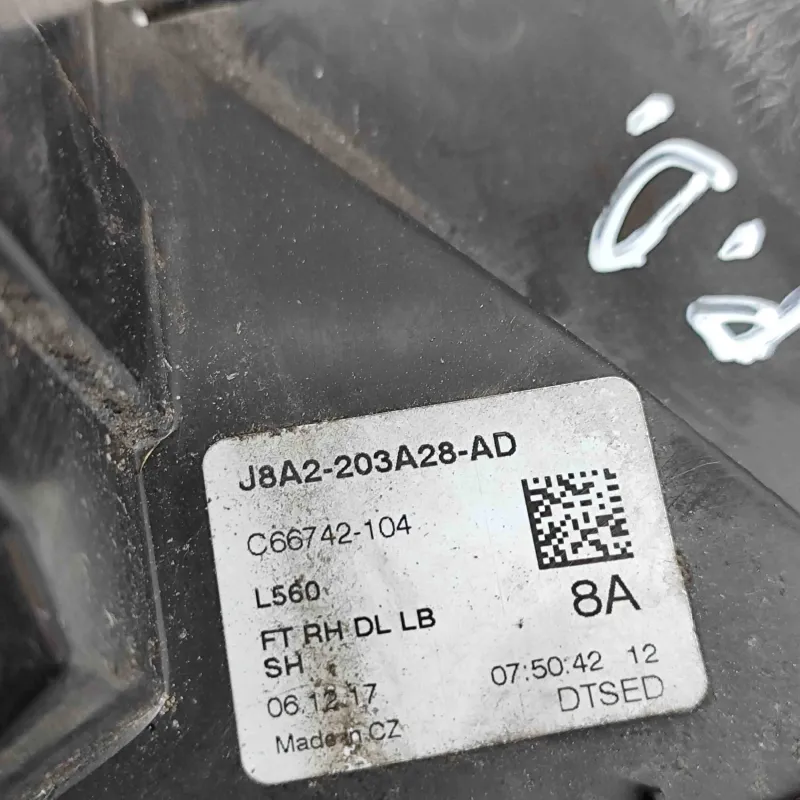 J8A2-203A28-AD
C66742-104
L560
8A
FT RH DL LB
SH
07:50:42 12
06.12.17
DTSED
Made in CZ